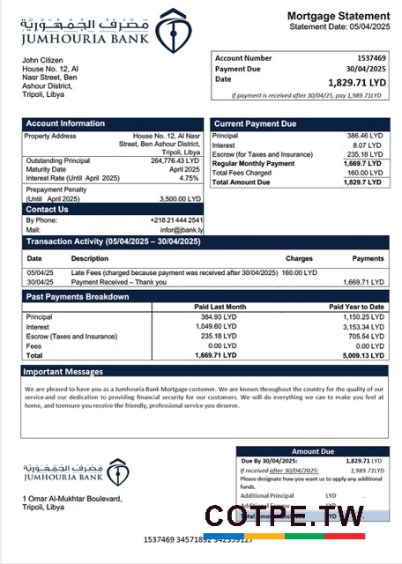 مصرف الجمهورية
JUMHOURIA BANK
Mortgage Statement
Statement Date: 05/04/2025
John Citizen
House No. 12, Al
Nasr Street, Ben
Ashour District,
Tripoli, Libya
Account Number 1537469
Payment Due 30/04/2025
Date 1,829.71 LYD
If payment is received after 30/04/25, pay 1,989.71LYD
Account Information
Property Address House No. 12, Al Nasr
Street, Ben Ashour District,
Tripoli, Libya
Outstanding Principal 264,776.43 LYD
Maturity Date April 2025
Interest Rate (Until April 2025) 4.75%
Prepayment Penalty
(Until April 2025) 3,500.00 LYD
Contact Us
By Phone: +218 21 444 2541
Mail: infor@jbank.ly
Current Payment Due
Principal 386.46 LYD
Interest 8.07 LYD
Escrow (for Taxes and Insurance) 235.18 LYD
Regular Monthly Payment 1,669.7 LYD
Total Fees Charged 160.00 LYD
Total Amount Due 1,829.7 LYD
Transaction Activity (05/04/2025 – 30/04/2025)
Date Description Charges Payments
05/04/25 Late Fees (charged because payment was received after 30/04/2025) 160.00 LYD
30/04/25 Payment Received – Thank you 1,669.71 LYD
Past Payments Breakdown
Paid Last Month Paid Year to Date
Principal 384.93 LYD 1,150.25 LYD
Interest 1,049.60 LYD 3,153.34 LYD
Escrow (Taxes and Insurance) 235.18 LYD 705.54 LYD
Fees 0.00 LYD 0.00 LYD
Total 1,669.71 LYD 5,009.13 LYD
Important Messages
We are pleased to have you as a Jumhouria Bank Mortgage customer. We are known throughout the country for the quality of our
service and our dedication to providing financial security for our customers. We will do everything we can to make you feel at
home, and toensure you receive the friendly, professional service you deserve.
مصرف الجمهورية
JUMHOURIA BANK
1 Omar Al-Mukhtar Boulevard,
Tripoli, Libya
Amount Due
Due By 30/04/2025: 1,829.71 LYD
If received after 30/04/25: 1,989.71LYD
Please designate how you want us to apply any additional
funds.
Additional Principal LYD
Additional Escrow LYD
Total Amount LYD
COTPE.TW
1537469 34571892 342359127